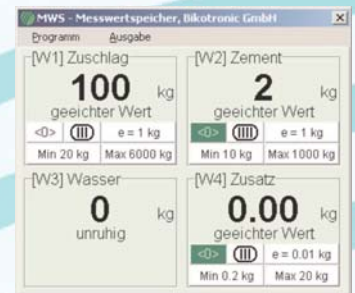 MWS - Messwertspeicher, Bikotronic GmbH
Programm Ausgabe
[W1] Zuschlag
100 kg
geeichter Wert
<0> e = 1 kg
Min 20 kg Max 6000 kg
[W2] Zement
2 kg
geeichter Wert
<0> e = 1 kg
Min 10 kg Max 1000 kg
[W3] Wasser
0 kg
unruhig
[W4] Zusatz
0.00 kg
geeichter Wert
<0> e = 0.01 kg
Min 0.2 kg Max 20 kg